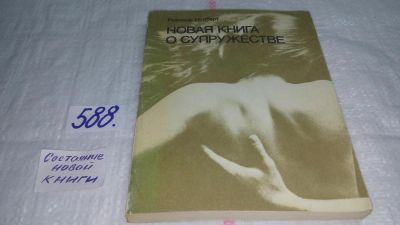 Рудольф Нойберт
НОВАЯ КНИГА
О СУПРУЖЕСТВЕ
588.
Состояние
новой
книги